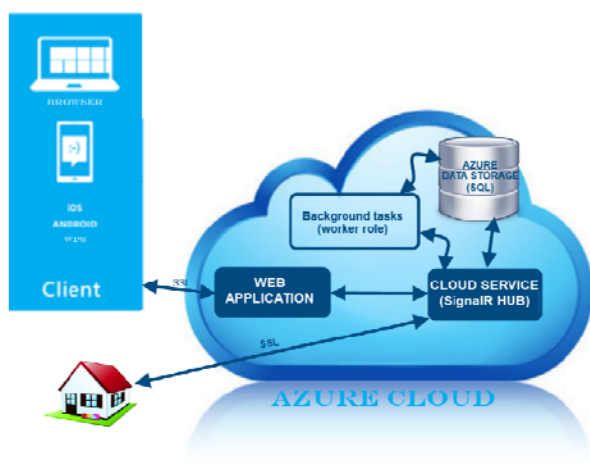 BROWSER
:-)
iOS
ANDROID
Client
AZURE
DATA STORAGE
(SQL)
Background tasks
(worker role)
WEB
APPLICATION
CLOUD SERVICE
(SignalR HUB)
SSL
SSL
AZURE CLOUD